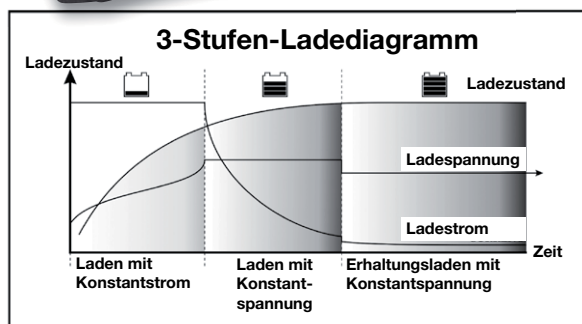 3-Stufen-Ladediagramm
Ladezustand
Ladezustand
Ladespannung
Ladestrom
Zeit
Laden mit
Konstantstrom
Laden mit
Konstant-
spannung
Erhaltungsladen mit
Konstantspannung